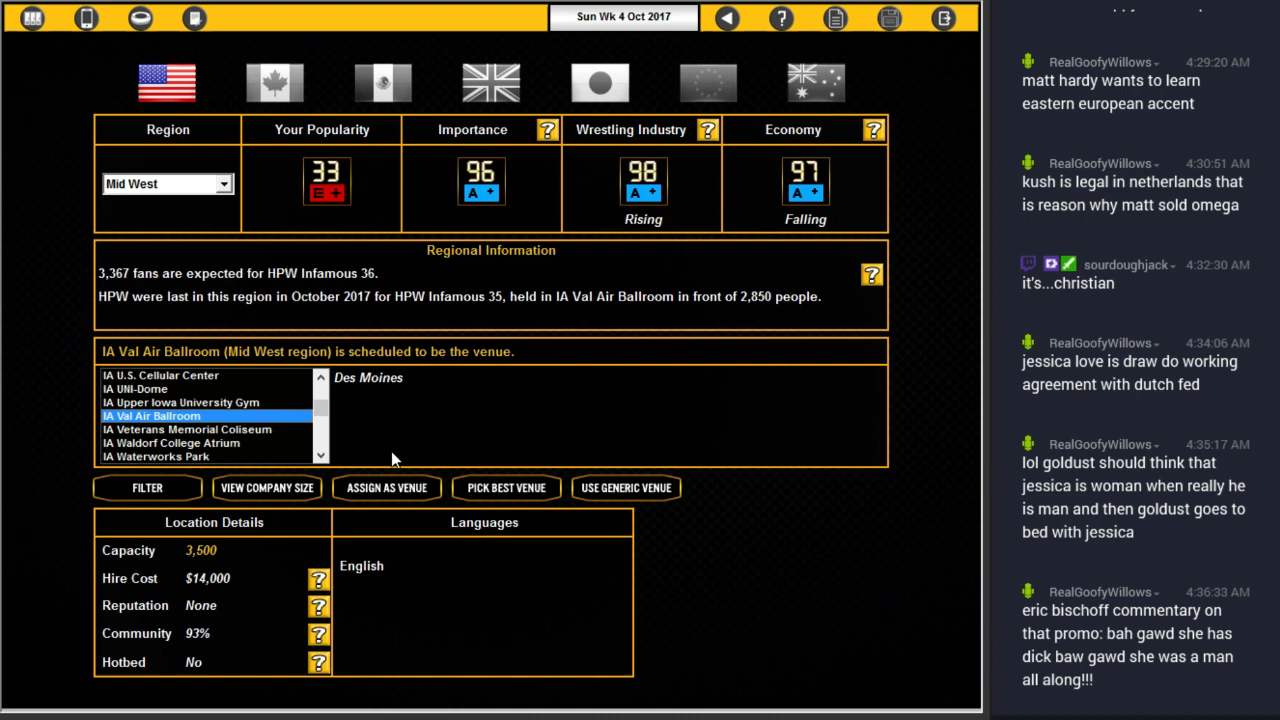 Sun Wk 4 Oct 2017
Region
Your Popularity
Importance
?
Wrestling Industry
?
Economy
?
Mid West
33
E +
96
A +
98
A +
97
A +
Rising
Falling
Regional Information
3,367 fans are expected for HPW Infamous 36.
?
HPW were last in this region in October 2017 for HPW Infamous 35, held in IA Val Air Ballroom in front of 2,850 people.
IA Val Air Ballroom (Mid West region) is scheduled to be the venue.
IA U.S. Cellular Center
IA UNI-Dome
IA Upper Iowa University Gym
IA Val Air Ballroom
IA Veterans Memorial Coliseum
IA Waldorf College Atrium
IA Waterworks Park
Des Moines
FILTER
VIEW COMPANY SIZE
ASSIGN AS VENUE
PICK BEST VENUE
USE GENERIC VENUE
Location Details
Languages
Capacity 3,500
Hire Cost $14,000 ?
Reputation None ?
Community 93% ?
Hotbed No ?
English
RealGoofyWillows 4:29:20 AM
matt hardy wants to learn
eastern european accent
RealGoofyWillows 4:30:51 AM
kush is legal in netherlands that
is reason why matt sold omega
sourdoughjack 4:32:30 AM
it's...christian
RealGoofyWillows 4:34:06 AM
jessica love is draw do working
agreement with dutch fed
RealGoofyWillows 4:35:17 AM
lol goldust should think that
jessica is woman when really he
is man and then goldust goes to
bed with jessica
RealGoofyWillows 4:36:33 AM
eric bischoff commentary on
that promo: bah gawd she has
dick baw gawd she was a man
all along!!!